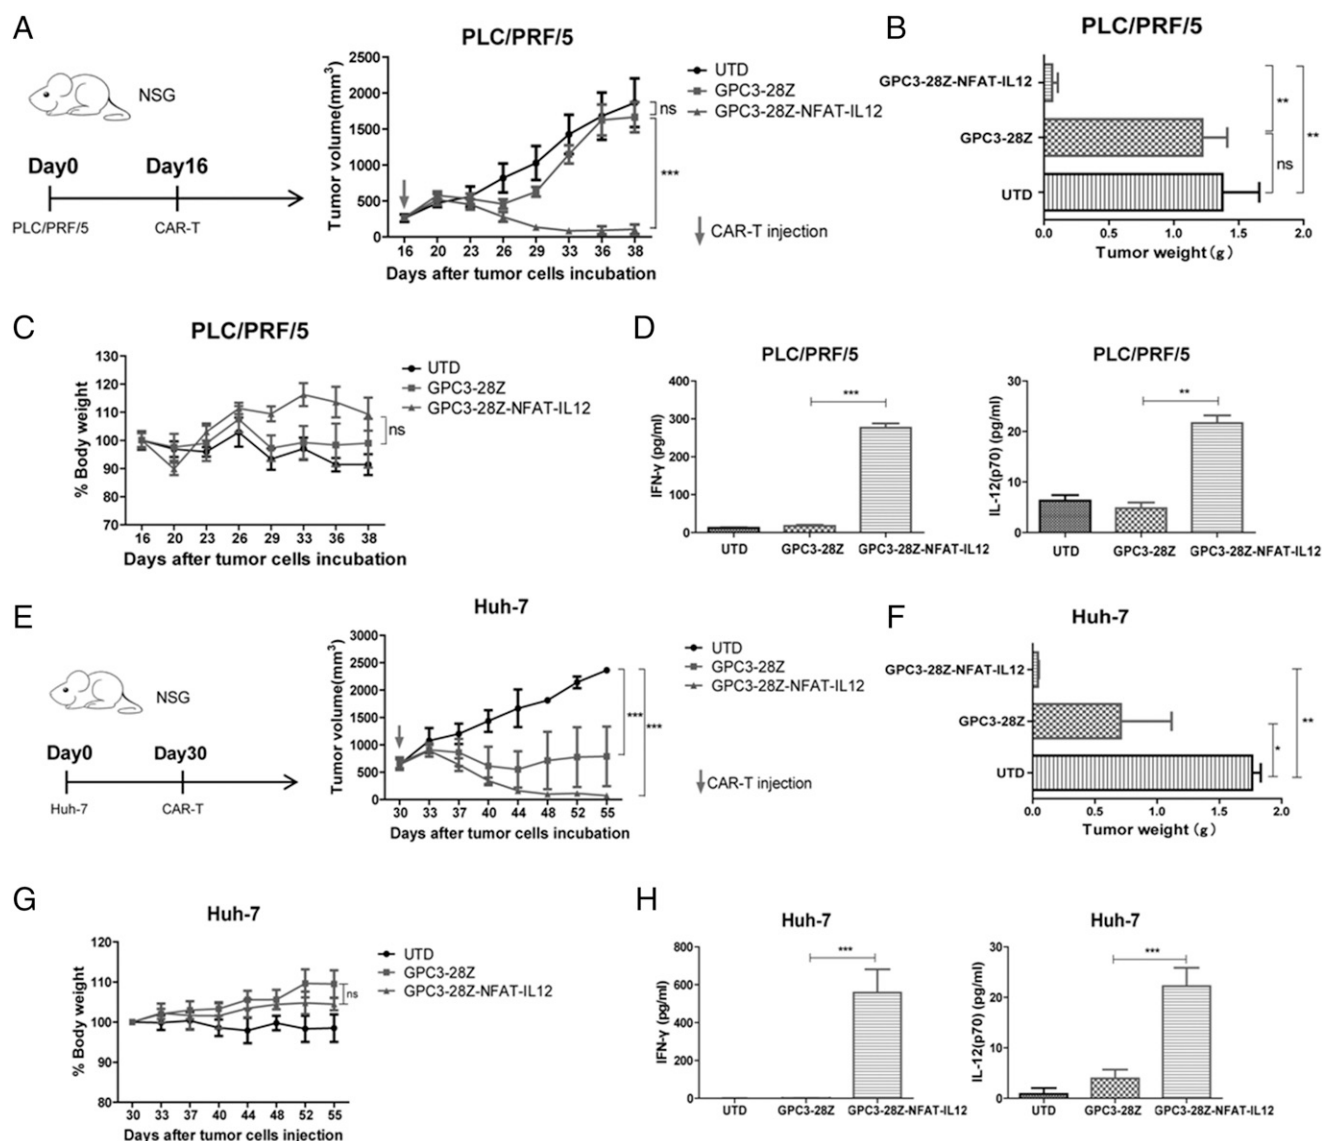 A
NSG
Day0 Day16
PLC/PRF/5 CAR-T
PLC/PRF/5
Tumor volume(mm3)
2500
2000
1500
1000
500
0
16 20 23 26 29 33 36 38
Days after tumor cells incubation
UTD
GPC3-28Z
GPC3-28Z-NFAT-IL12
ns
***
CAR-T injection
B
PLC/PRF/5
GPC3-28Z-NFAT-IL12
GPC3-28Z
UTD
**
ns
**
0.0 0.5 1.0 1.5 2.0
Tumor weight(g)
C
PLC/PRF/5
% Body weight
130
120
110
100
90
80
70
16 20 23 26 29 33 36 38
Days after tumor cells incubation
UTD
GPC3-28Z
GPC3-28Z-NFAT-IL12
ns
D
PLC/PRF/5
IFN-γ (pg/ml)
400
300
200
100
0
***
UTD GPC3-28Z GPC3-28Z-NFAT-IL12
PLC/PRF/5
IL-12(p70) (pg/ml)
30
20
10
0
**
UTD GPC3-28Z GPC3-28Z-NFAT-IL12
E
NSG
Day0 Day30
Huh-7 CAR-T
Huh-7
Tumor volume(mm3)
3000
2500
2000
1500
1000
500
0
30 33 37 40 44 48 52 55
Days after tumor cells incubation
UTD
GPC3-28Z
GPC3-28Z-NFAT-IL12
*** ***
CAR-T injection
F
Huh-7
GPC3-28Z-NFAT-IL12
GPC3-28Z
UTD
**
*
0.0 0.5 1.0 1.5 2.0
Tumor weight (g)
G
Huh-7
% Body weight
120
110
100
90
80
30 33 37 40 44 48 52 55
Days after tumor cells injection
UTD
GPC3-28Z
GPC3-28Z-NFAT-IL12
ns
H
Huh-7
IFN-γ (pg/ml)
800
600
400
200
0
***
UTD GPC3-28Z GPC3-28Z-NFAT-IL12
Huh-7
IL-12(p70) (pg/ml)
30
20
10
0
***
UTD GPC3-28Z GPC3-28Z-NFAT-IL12